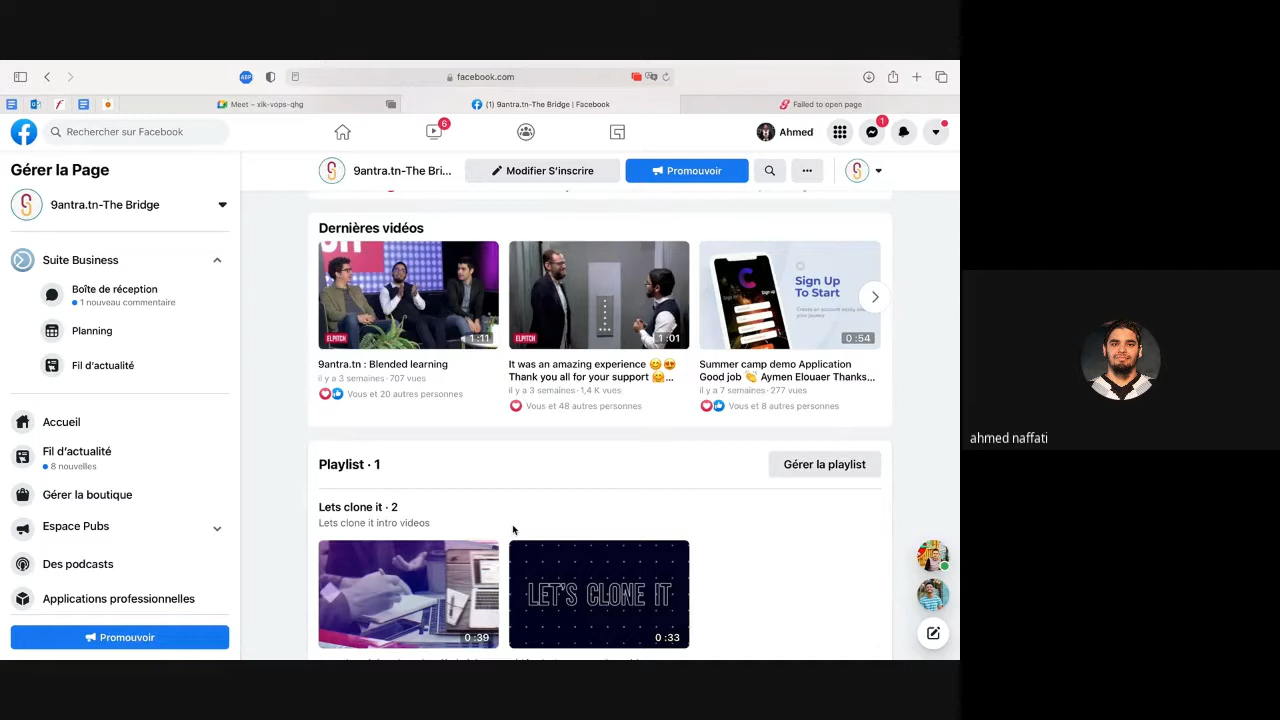 ABP
facebook.com
Meet – xik-vops-qhg
(1) 9antra.tn-The Bridge | Facebook
Failed to open page
Rechercher sur Facebook
6
Ahmed
1
Gérer la Page
9antra.tn-The Bri...
Modifier S'inscrire
Promouvoir
9antra.tn-The Bridge
Suite Business
Boîte de réception
1 nouveau commentaire
Planning
Fil d'actualité
Accueil
Fil d'actualité
8 nouvelles
Gérer la boutique
Espace Pubs
Des podcasts
Applications professionnelles
Promouvoir
Dernières vidéos
ELPITCH
1:11
ELPITCH
1:01
Sign Up
To Start
0:54
9antra.tn : Blended learning
il y a 3 semaines · 707 vues
Vous et 20 autres personnes
It was an amazing experience 😊😍
Thank you all for your support 🤗...
il y a 3 semaines · 1,4 K vues
Vous et 48 autres personnes
Summer camp demo Application
Good job 👏 Aymen Elouaer Thanks...
il y a 7 semaines · 277 vues
Vous et 8 autres personnes
Playlist · 1
Gérer la playlist
Lets clone it · 2
Lets clone it intro videos
0:39
LET'S CLONE IT
0:33
ahmed naffati